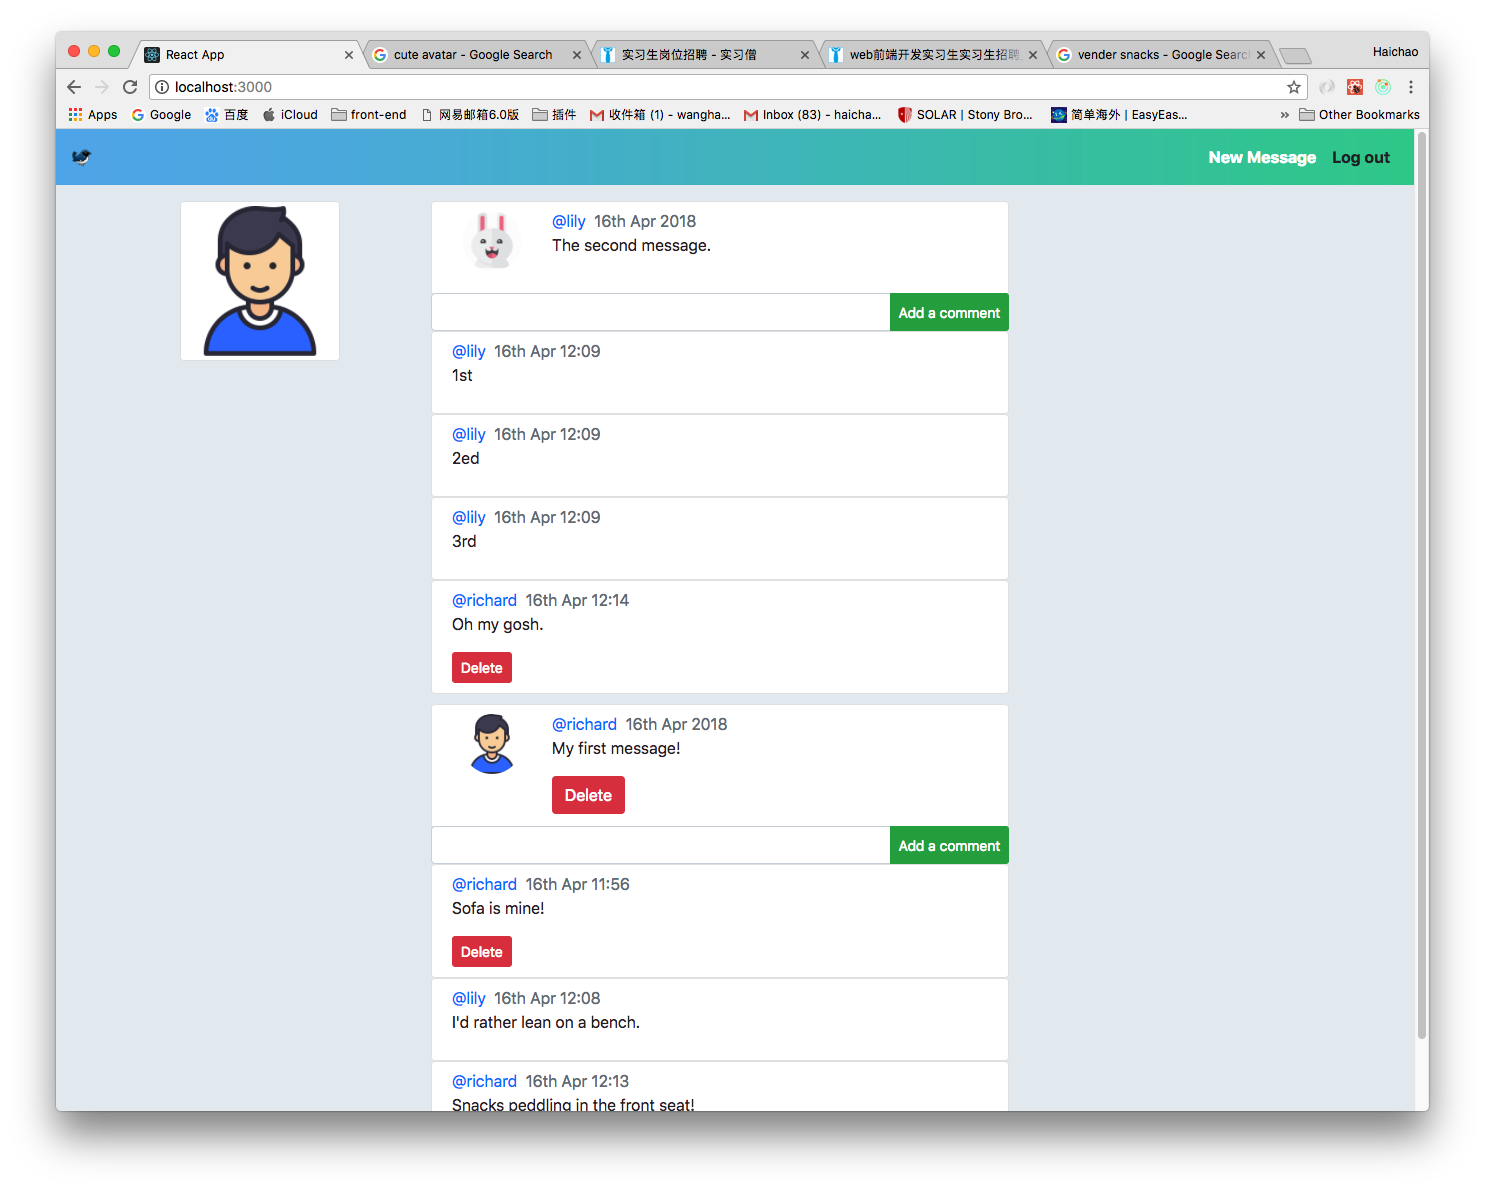 React App
cute avatar - Google Search
实习生岗位招聘 - 实习僧
web前端开发实习生实习生招聘
vender snacks - Google Searc
Haichao
localhost:3000
Apps
Google
百度
iCloud
front-end
网易邮箱6.0版
插件
收件箱 (1) - wangha...
Inbox (83) - haicha...
SOLAR | Stony Bro...
简单海外 | EasyEas...
»
Other Bookmarks
New Message
Log out
@lily 16th Apr 2018
The second message.
Add a comment
@lily 16th Apr 12:09
1st
@lily 16th Apr 12:09
2ed
@lily 16th Apr 12:09
3rd
@richard 16th Apr 12:14
Oh my gosh.
Delete
@richard 16th Apr 2018
My first message!
Delete
Add a comment
@richard 16th Apr 11:56
Sofa is mine!
Delete
@lily 16th Apr 12:08
I'd rather lean on a bench.
@richard 16th Apr 12:13
Snacks peddling in the front seat!